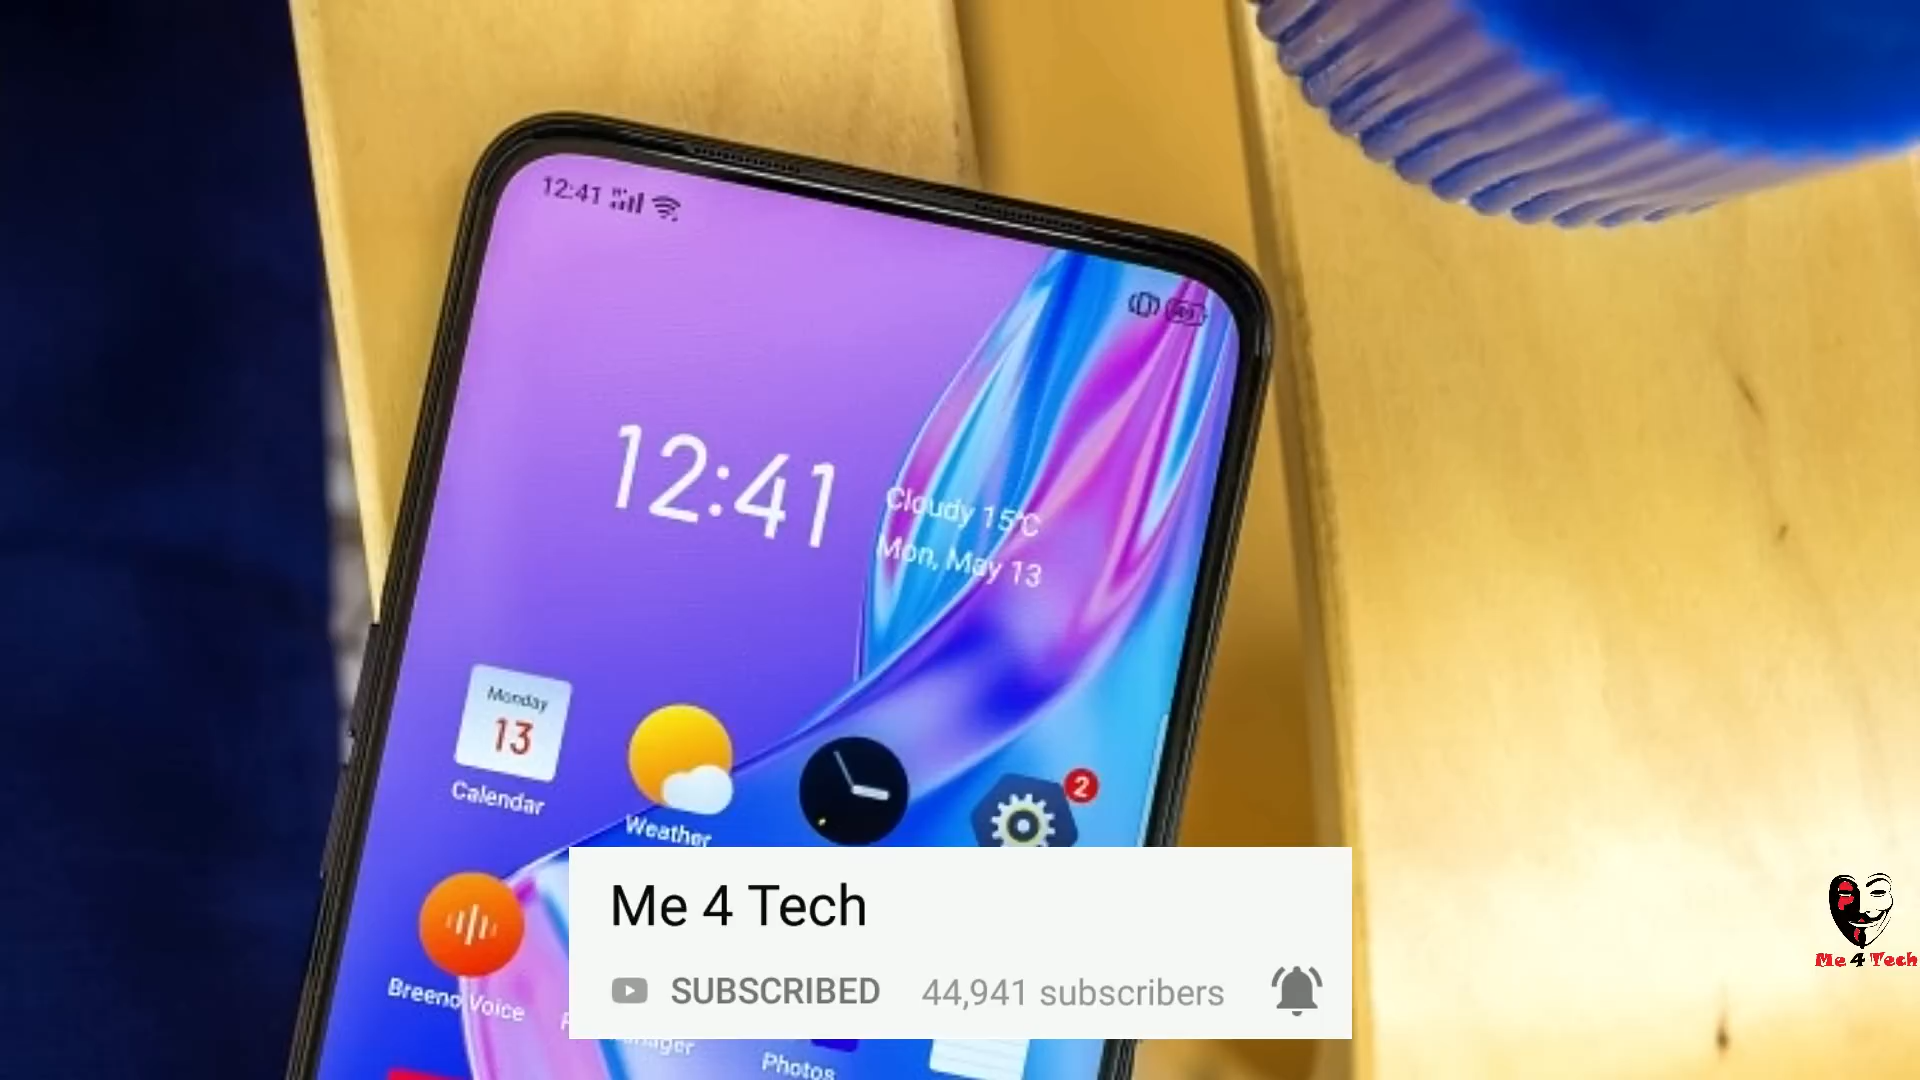 12:41
12:41
Cloudy 15°C
Mon, May 13
Monday
13
Calendar
Weather
2
Breeno Voice
Photos
Me 4 Tech
SUBSCRIBED 44,941 subscribers
Me 4 Tech